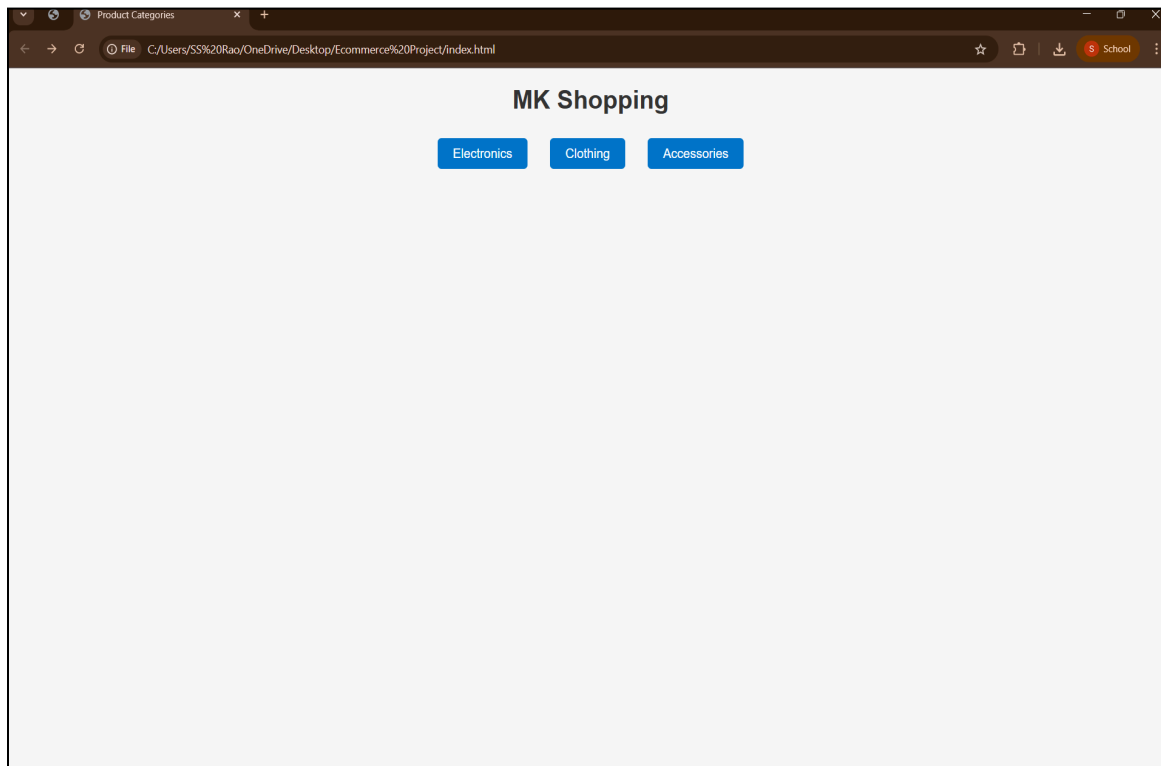 Product Categories
File C:/Users/SS%20Rao/OneDrive/Desktop/Ecommerce%20Project/index.html
S School
MK Shopping
Electronics Clothing Accessories